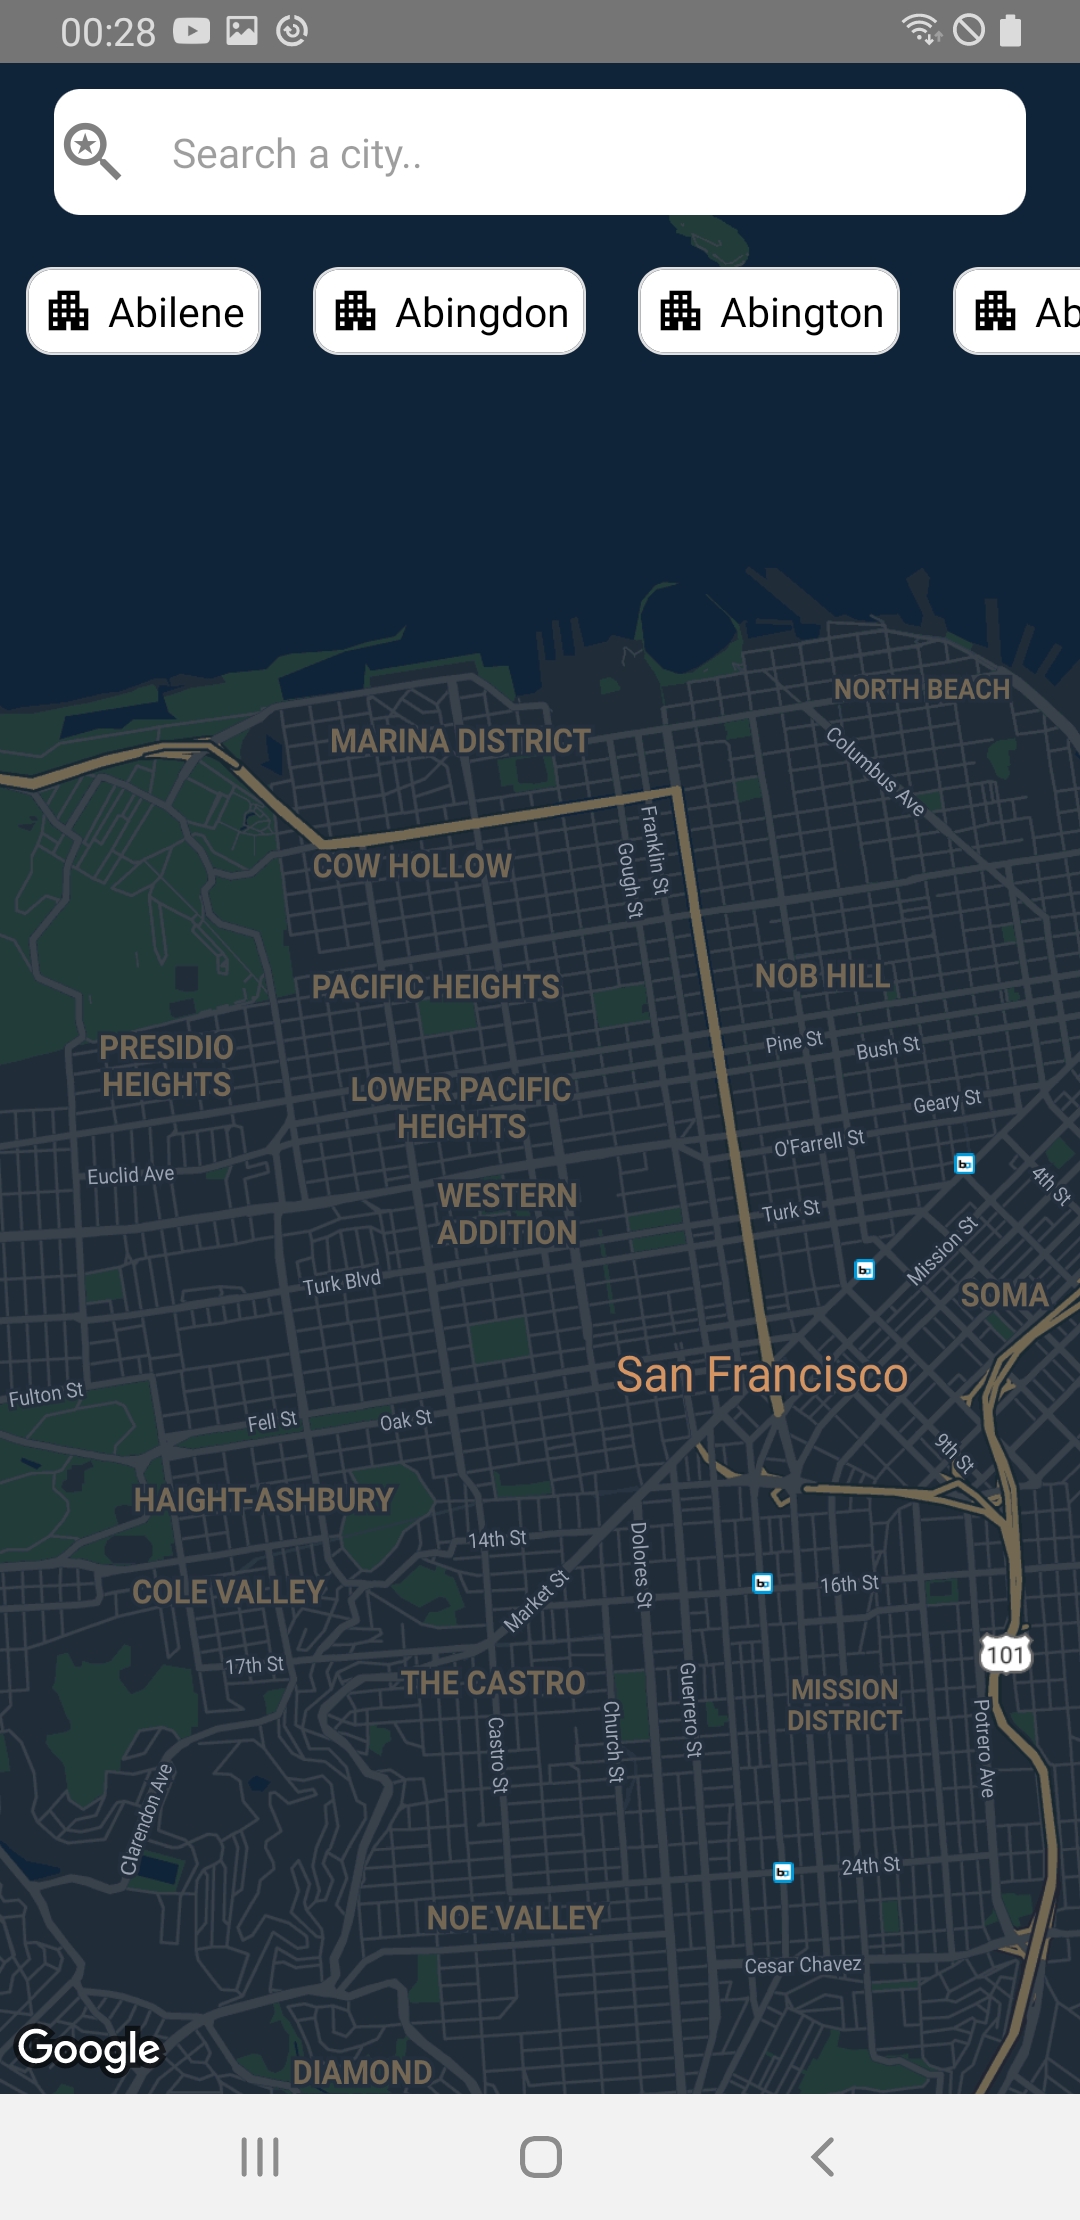 00:28
Search a city..
Abilene
Abingdon
Abington
Ab
NORTH BEACH
MARINA DISTRICT
Columbus Ave
Franklin St
Gough St
COW HOLLOW
PACIFIC HEIGHTS
NOB HILL
Pine St
Bush St
PRESIDIO
HEIGHTS
LOWER PACIFIC
HEIGHTS
Geary St
O'Farrell St
Euclid Ave
4th St
WESTERN
ADDITION
Turk St
Mission St
Turk Blvd
SOMA
San Francisco
Fulton St
Fell St
Oak St
9th St
HAIGHT-ASHBURY
14th St
Dolores St
COLE VALLEY
Market St
16th St
17th St
101
THE CASTRO
Guerrero St
MISSION
DISTRICT
Castro St
Church St
Potrero Ave
Clarendon Ave
24th St
NOE VALLEY
Cesar Chavez
Google
DIAMOND